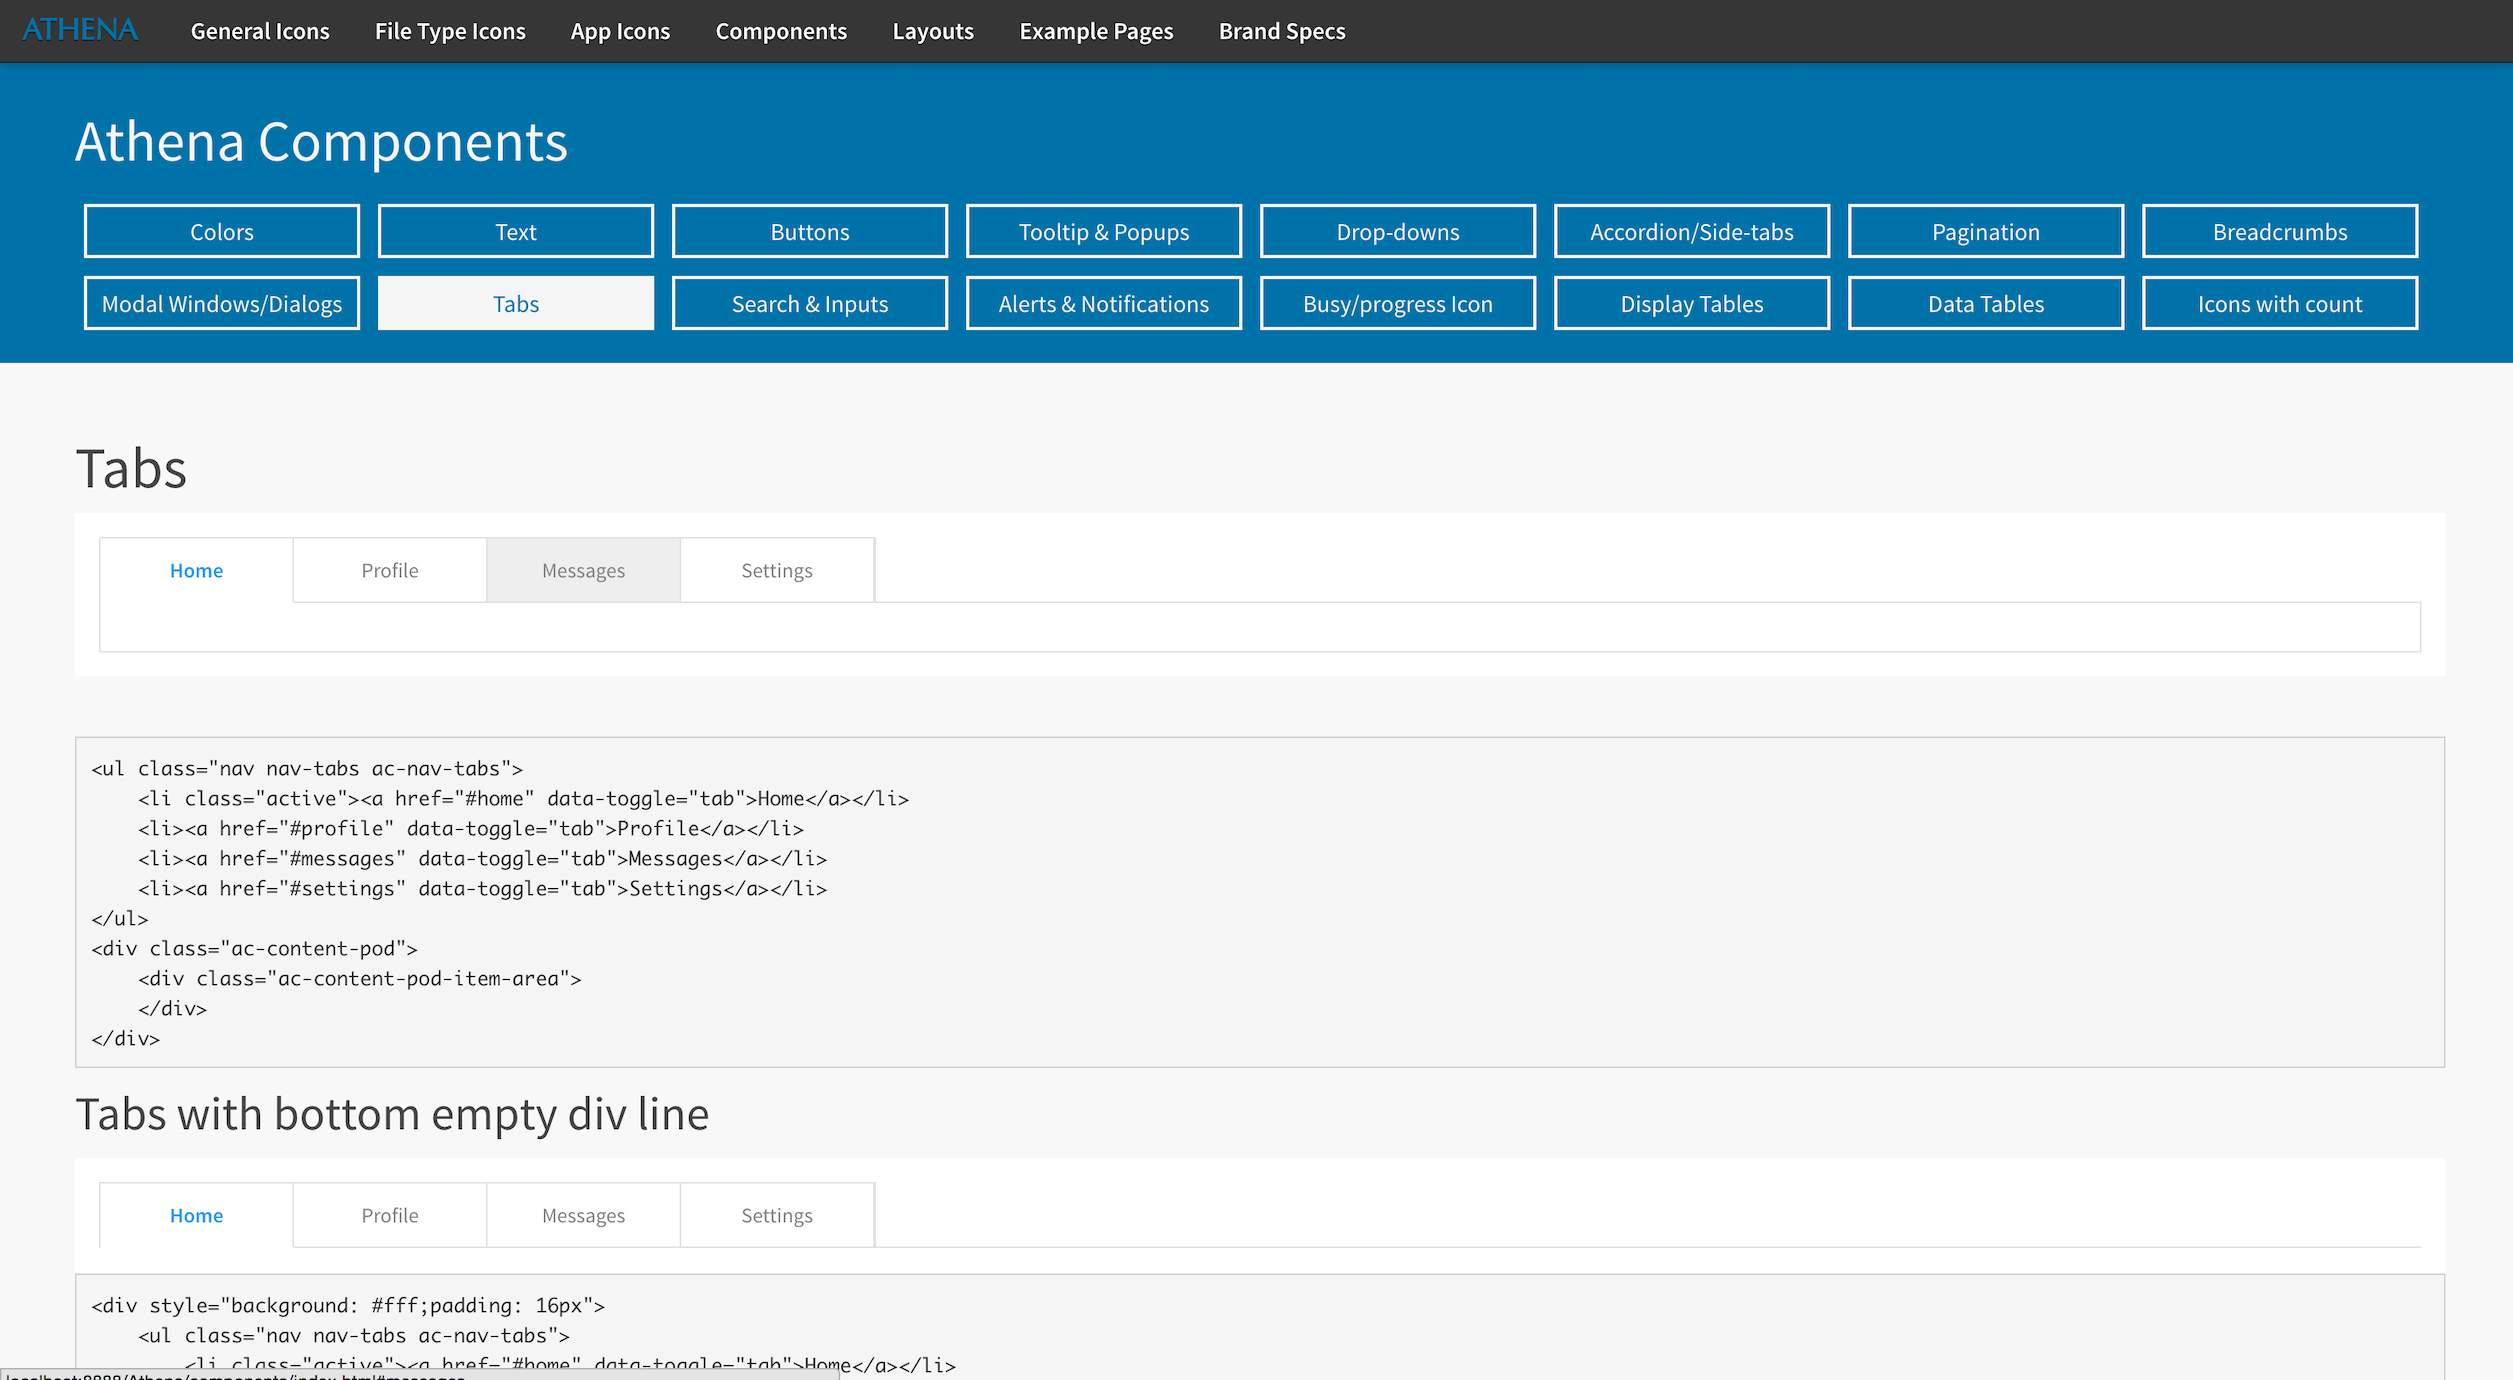 ATHENA General Icons File Type Icons App Icons Components Layouts Example Pages Brand Specs
Athena Components
Colors Text Buttons Tooltip & Popups Drop-downs Accordion/Side-tabs Pagination Breadcrumbs
Modal Windows/Dialogs Tabs Search & Inputs Alerts & Notifications Busy/progress Icon Display Tables Data Tables Icons with count
Tabs
Home Profile Messages Settings
<ul class="nav nav-tabs ac-nav-tabs">
    <li class="active"><a href="#home" data-toggle="tab">Home</a></li>
    <li><a href="#profile" data-toggle="tab">Profile</a></li>
    <li><a href="#messages" data-toggle="tab">Messages</a></li>
    <li><a href="#settings" data-toggle="tab">Settings</a></li>
</ul>
<div class="ac-content-pod">
    <div class="ac-content-pod-item-area">
    </div>
</div>
Tabs with bottom empty div line
Home Profile Messages Settings
<div style="background: #fff;padding: 16px">
    <ul class="nav nav-tabs ac-nav-tabs">
        <li class="active"><a href="#home" data-toggle="tab">Home</a></li>
localhost:8888/Athena/components/index.html#messages